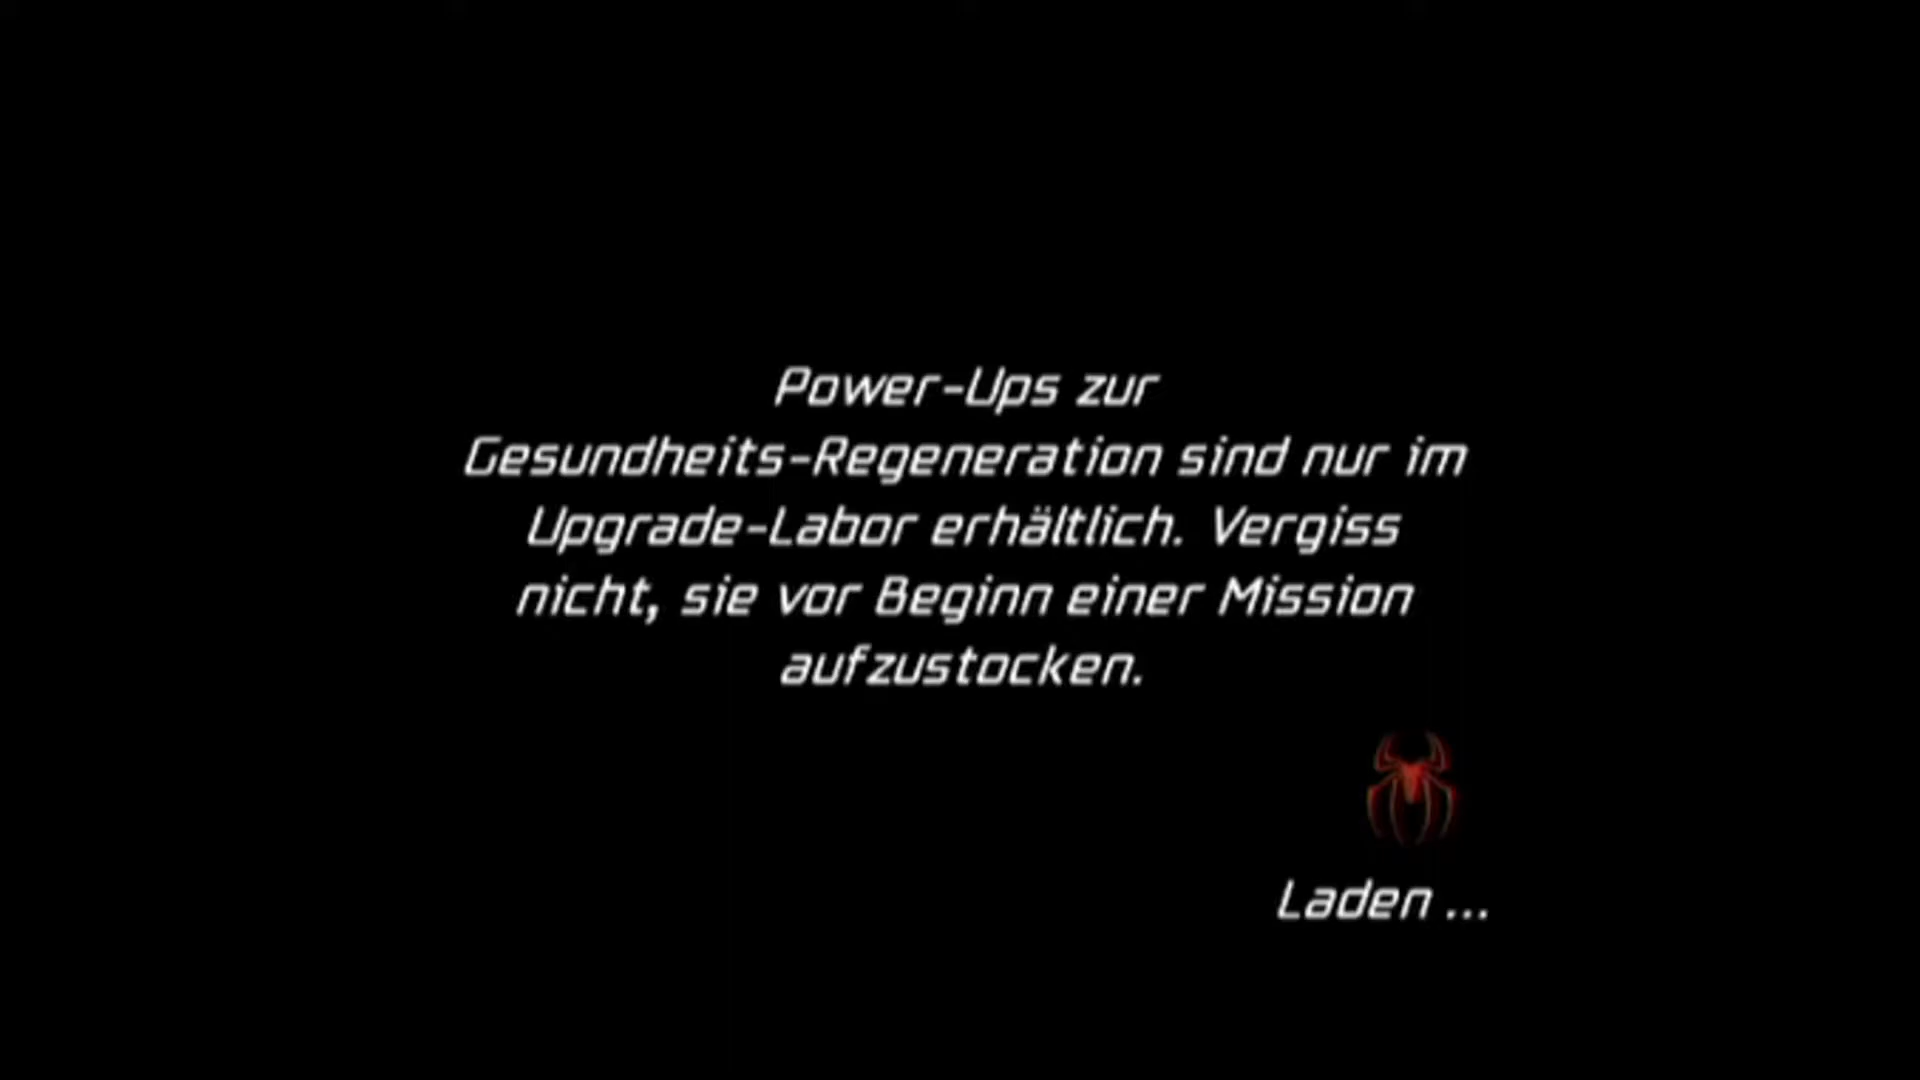 Power-Ups zur
Gesundheits-Regeneration sind nur im
Upgrade-Labor erhältlich. Vergiss
nicht, sie vor Beginn einer Mission
aufzustocken.
Laden ...